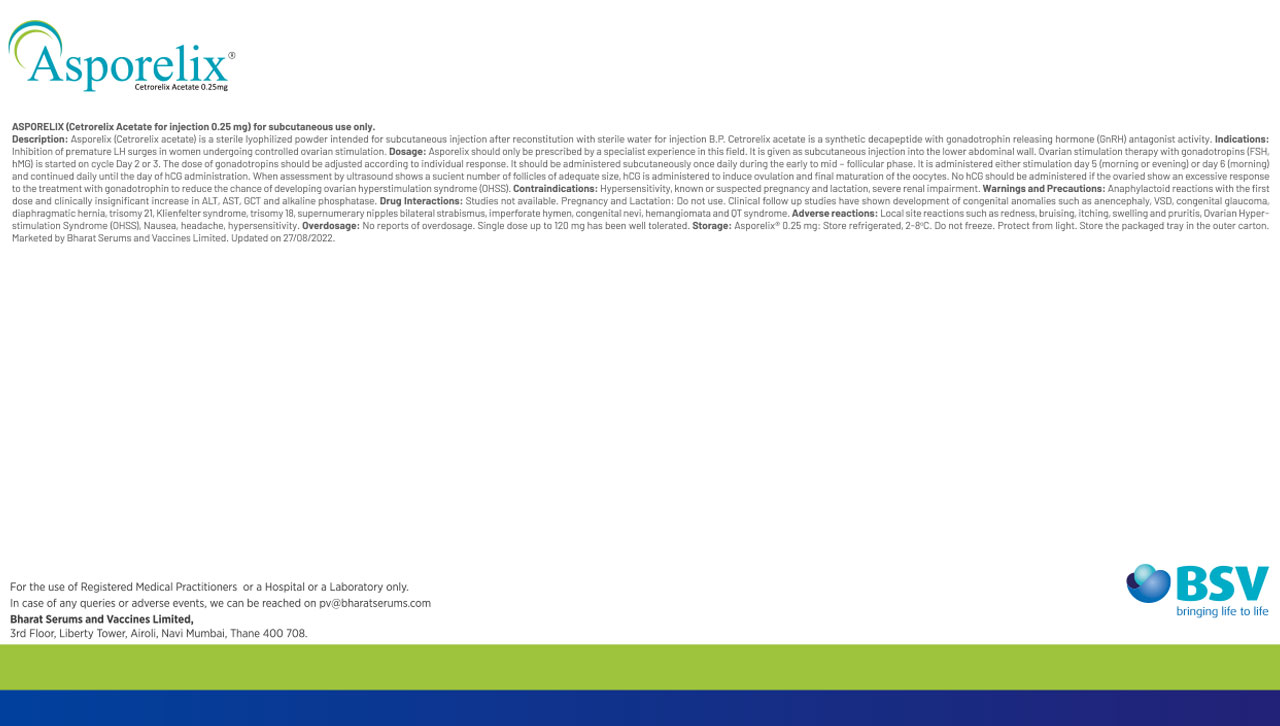 Asporelix®
Cetrorelix Acetate 0.25mg
ASPORELIX (Cetrorelix Acetate for injection 0.25 mg) for subcutaneous use only.
Description: Asporelix (Cetrorelix acetate) is a sterile lyophilized powder intended for subcutaneous injection after reconstitution with sterile water for injection B.P. Cetrorelix acetate is a synthetic decapeptide with gonadotrophin releasing hormone (GnRH) antagonist activity. Indications:
Inhibition of premature LH surges in women undergoing controlled ovarian stimulation. Dosage: Asporelix should only be prescribed by a specialist experience in this field. It is given as subcutaneous injection into the lower abdominal wall. Ovarian stimulation therapy with gonadotropins (FSH,
hMG) is started on cycle Day 2 or 3. The dose of gonadotropins should be adjusted according to individual response. It should be administered subcutaneously once daily during the early to mid – follicular phase. It is administered either stimulation day 5 (morning or evening) or day 6 (morning)
and continued daily until the day of hCG administration. When assessment by ultrasound shows a sucient number of follicles of adequate size, hCG is administered to induce ovulation and final maturation of the oocytes. No hCG should be administered if the ovaried show an excessive response
to the treatment with gonadotrophin to reduce the chance of developing ovarian hyperstimulation syndrome (OHSS). Contraindications: Hypersensitivity, known or suspected pregnancy and lactation, severe renal impairment. Warnings and Precautions: Anaphylactoid reactions with the first
dose and clinically insignificant increase in ALT, AST, GCT and alkaline phosphatase. Drug Interactions: Studies not available. Pregnancy and Lactation: Do not use. Clinical follow up studies have shown development of congenital anomalies such as anencephaly, VSD, congenital glaucoma,
diaphragmatic hernia, trisomy 21, Klienfelter syndrome, trisomy 18, supernumerary nipples bilateral strabismus, imperforate hymen, congenital nevi, hemangiomata and QT syndrome. Adverse reactions: Local site reactions such as redness, bruising, itching, swelling and pruritis, Ovarian Hyper-
stimulation Syndrome (OHSS), Nausea, headache, hypersensitivity. Overdosage: No reports of overdosage. Single dose up to 120 mg has been well tolerated. Storage: Asporelix® 0.25 mg: Store refrigerated, 2-8ºC. Do not freeze. Protect from light. Store the packaged tray in the outer carton.
Marketed by Bharat Serums and Vaccines Limited. Updated on 27/08/2022.
For the use of Registered Medical Practitioners or a Hospital or a Laboratory only.
In case of any queries or adverse events, we can be reached on pv@bharatserums.com
Bharat Serums and Vaccines Limited,
3rd Floor, Liberty Tower, Airoli, Navi Mumbai, Thane 400 708.
BSV
bringing life to life